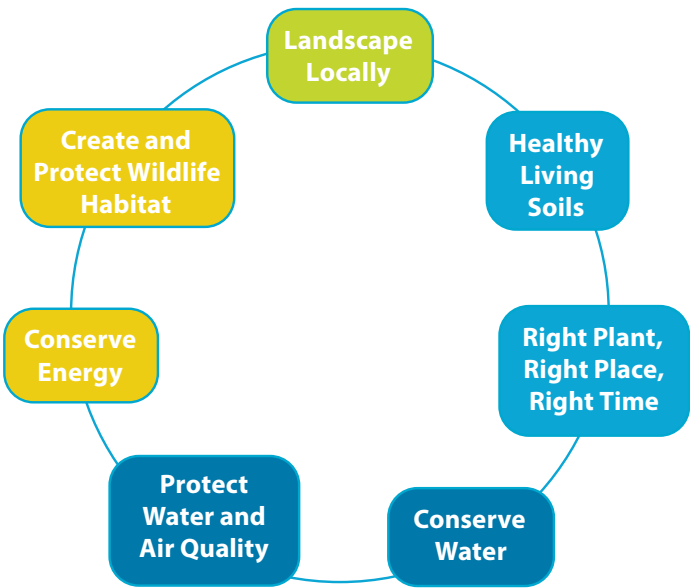 Landscape
Locally
Healthy
Living
Soils
Right Plant,
Right Place,
Right Time
Conserve
Water
Protect
Water and
Air Quality
Conserve
Energy
Create and
Protect Wildlife
Habitat